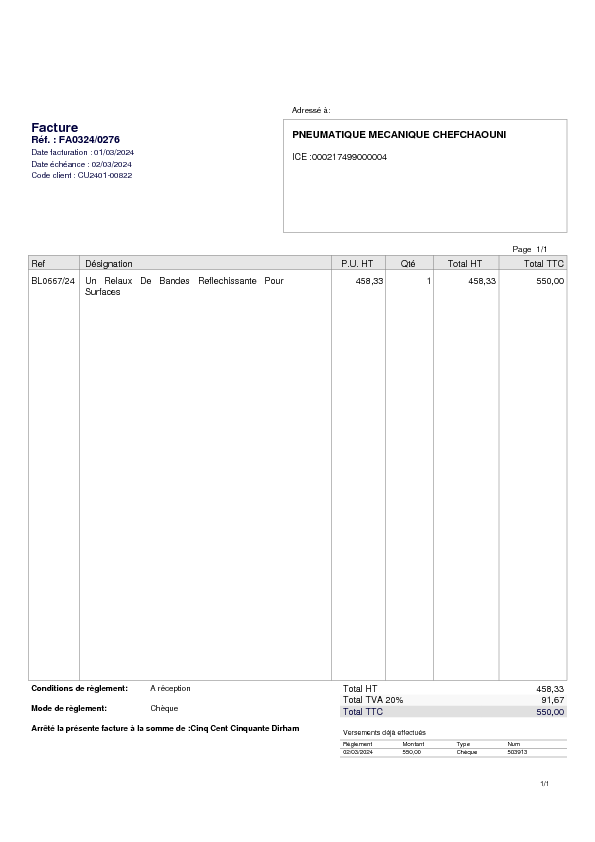 Adressé à:
Facture
Réf. : FA0324/0276
Date facturation : 01/03/2024
Date échéance : 02/03/2024
Code client : CU2401-00822
PNEUMATIQUE MECANIQUE CHEFCHAOUNI
ICE :000217499000004
Page 1/1
Ref Désignation P.U. HT Qté Total HT Total TTC
BL0667/24 Un Relaux De Bandes Reflechissante Pour 458,33 1 458,33 550,00
Surfaces
Conditions de règlement: A réception
Total HT 458,33
Total TVA 20% 91,67
Mode de règlement: Chèque
Total TTC 550,00
Arrêté la présente facture à la somme de :Cinq Cent Cinquante Dirham
Versements déjà effectués
Règlement Montant Type Num
02/03/2024 550,00 Chèque 503913
1/1